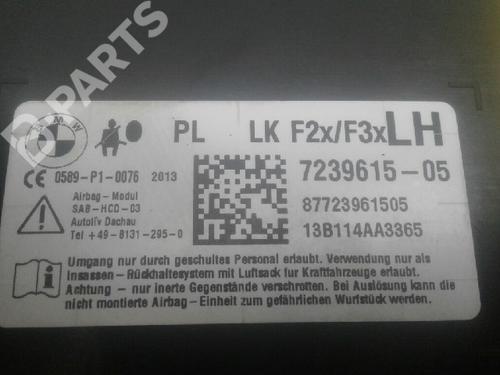 B-PARTS
BMW
PL LK F2x/F3x LH
CE 0589-P1-0076 2013
7239615-05
Airbag-Modul
SAB-HCO-03
Autoliv Dachau
Tel +49-8131-295-0
87723961505
13B114AA3365
Umgang nur durch geschultes Personal erlaubt. Verwendung nur als
Insassen - Rückhaltesystem mit Luftsack für Kraftfahrzeuge erlaubt.
Achtung - nur inerte Gegenstände verschrotten. Bei Auslösung kann die
nicht montierte Airbag - Einheit zum gefährlichen Wurfstück werden.